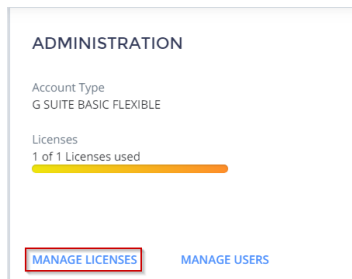 ADMINISTRATION
Account Type
G SUITE BASIC FLEXIBLE
Licenses
1 of 1 Licenses used
MANAGE LICENSES MANAGE USERS